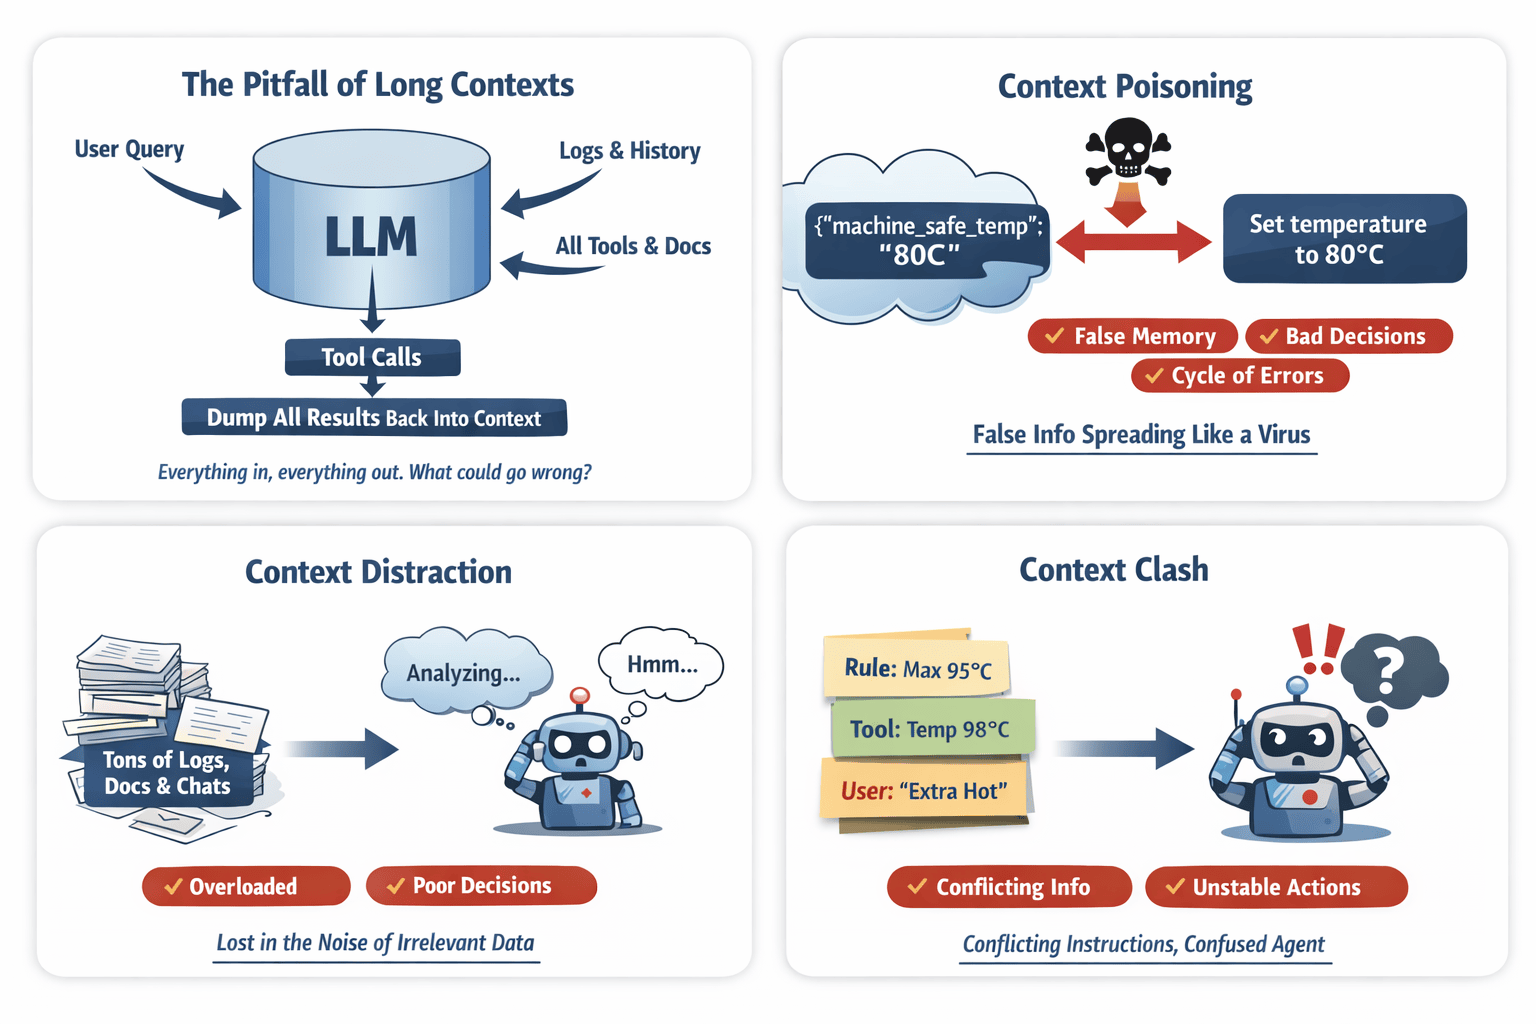 The Pitfall of Long Contexts
User Query
Logs & History
LLM
All Tools & Docs
Tool Calls
Dump All Results Back Into Context
Everything in, everything out. What could go wrong?
Context Poisoning
{"machine_safe_temp";
"80C"
Set temperature
to 80°C
✓ False Memory
✓ Bad Decisions
✓ Cycle of Errors
False Info Spreading Like a Virus
Context Distraction
Tons of Logs,
Docs & Chats
Analyzing...
Hmm...
✓ Overloaded
✓ Poor Decisions
Lost in the Noise of Irrelevant Data
Context Clash
Rule: Max 95°C
Tool: Temp 98°C
User: “Extra Hot”
!!
?
✓ Conflicting Info
✓ Unstable Actions
Conflicting Instructions, Confused Agent